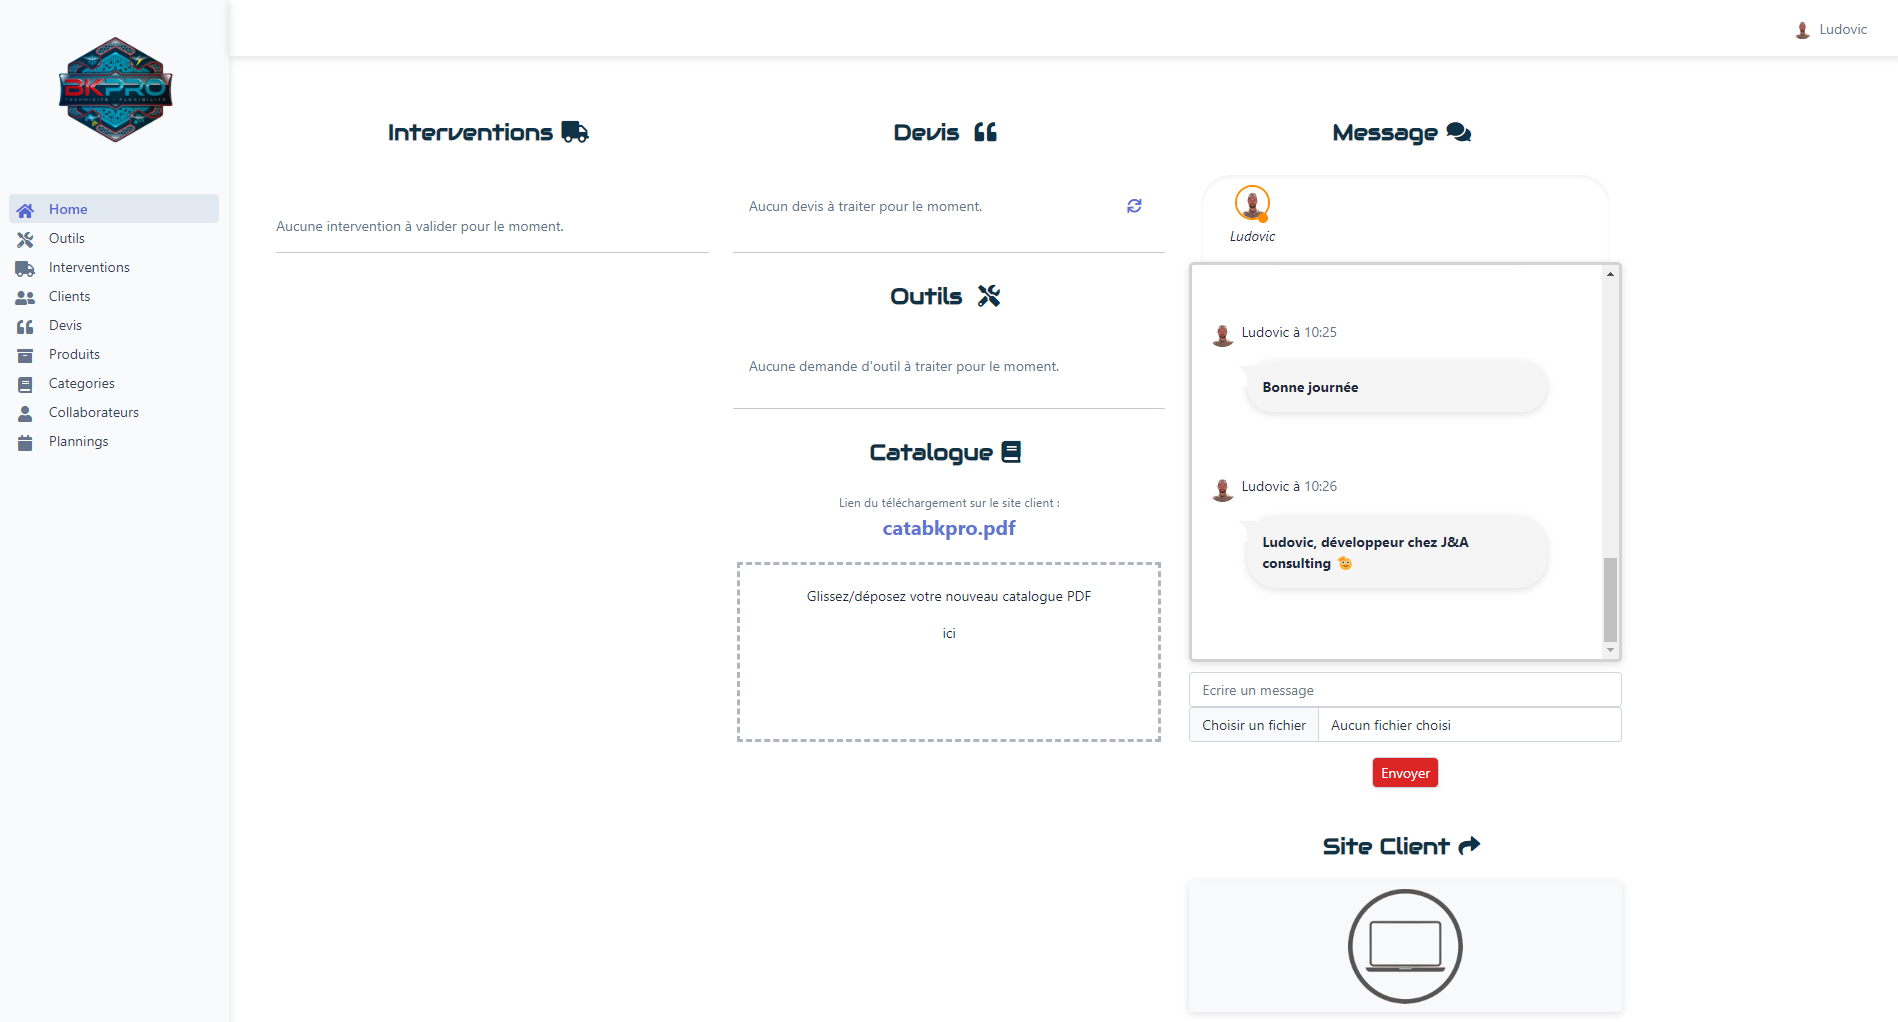 BKPRO
TECHNICITÉ | FLEXIBILITÉ
Home
Outils
Interventions
Clients
Devis
Produits
Categories
Collaborateurs
Plannings
Ludovic
Interventions
Aucune intervention à valider pour le moment.
Devis
Aucun devis à traiter pour le moment.
Outils
Aucune demande d'outil à traiter pour le moment.
Catalogue
Lien du téléchargement sur le site client :
catabkpro.pdf
Glissez/déposez votre nouveau catalogue PDF
ici
Message
Ludovic
Ludovic à 10:25
Bonne journée
Ludovic à 10:26
Ludovic, développeur chez J&A
consulting 🫡
Ecrire un message
Choisir un fichier Aucun fichier choisi
Envoyer
Site Client